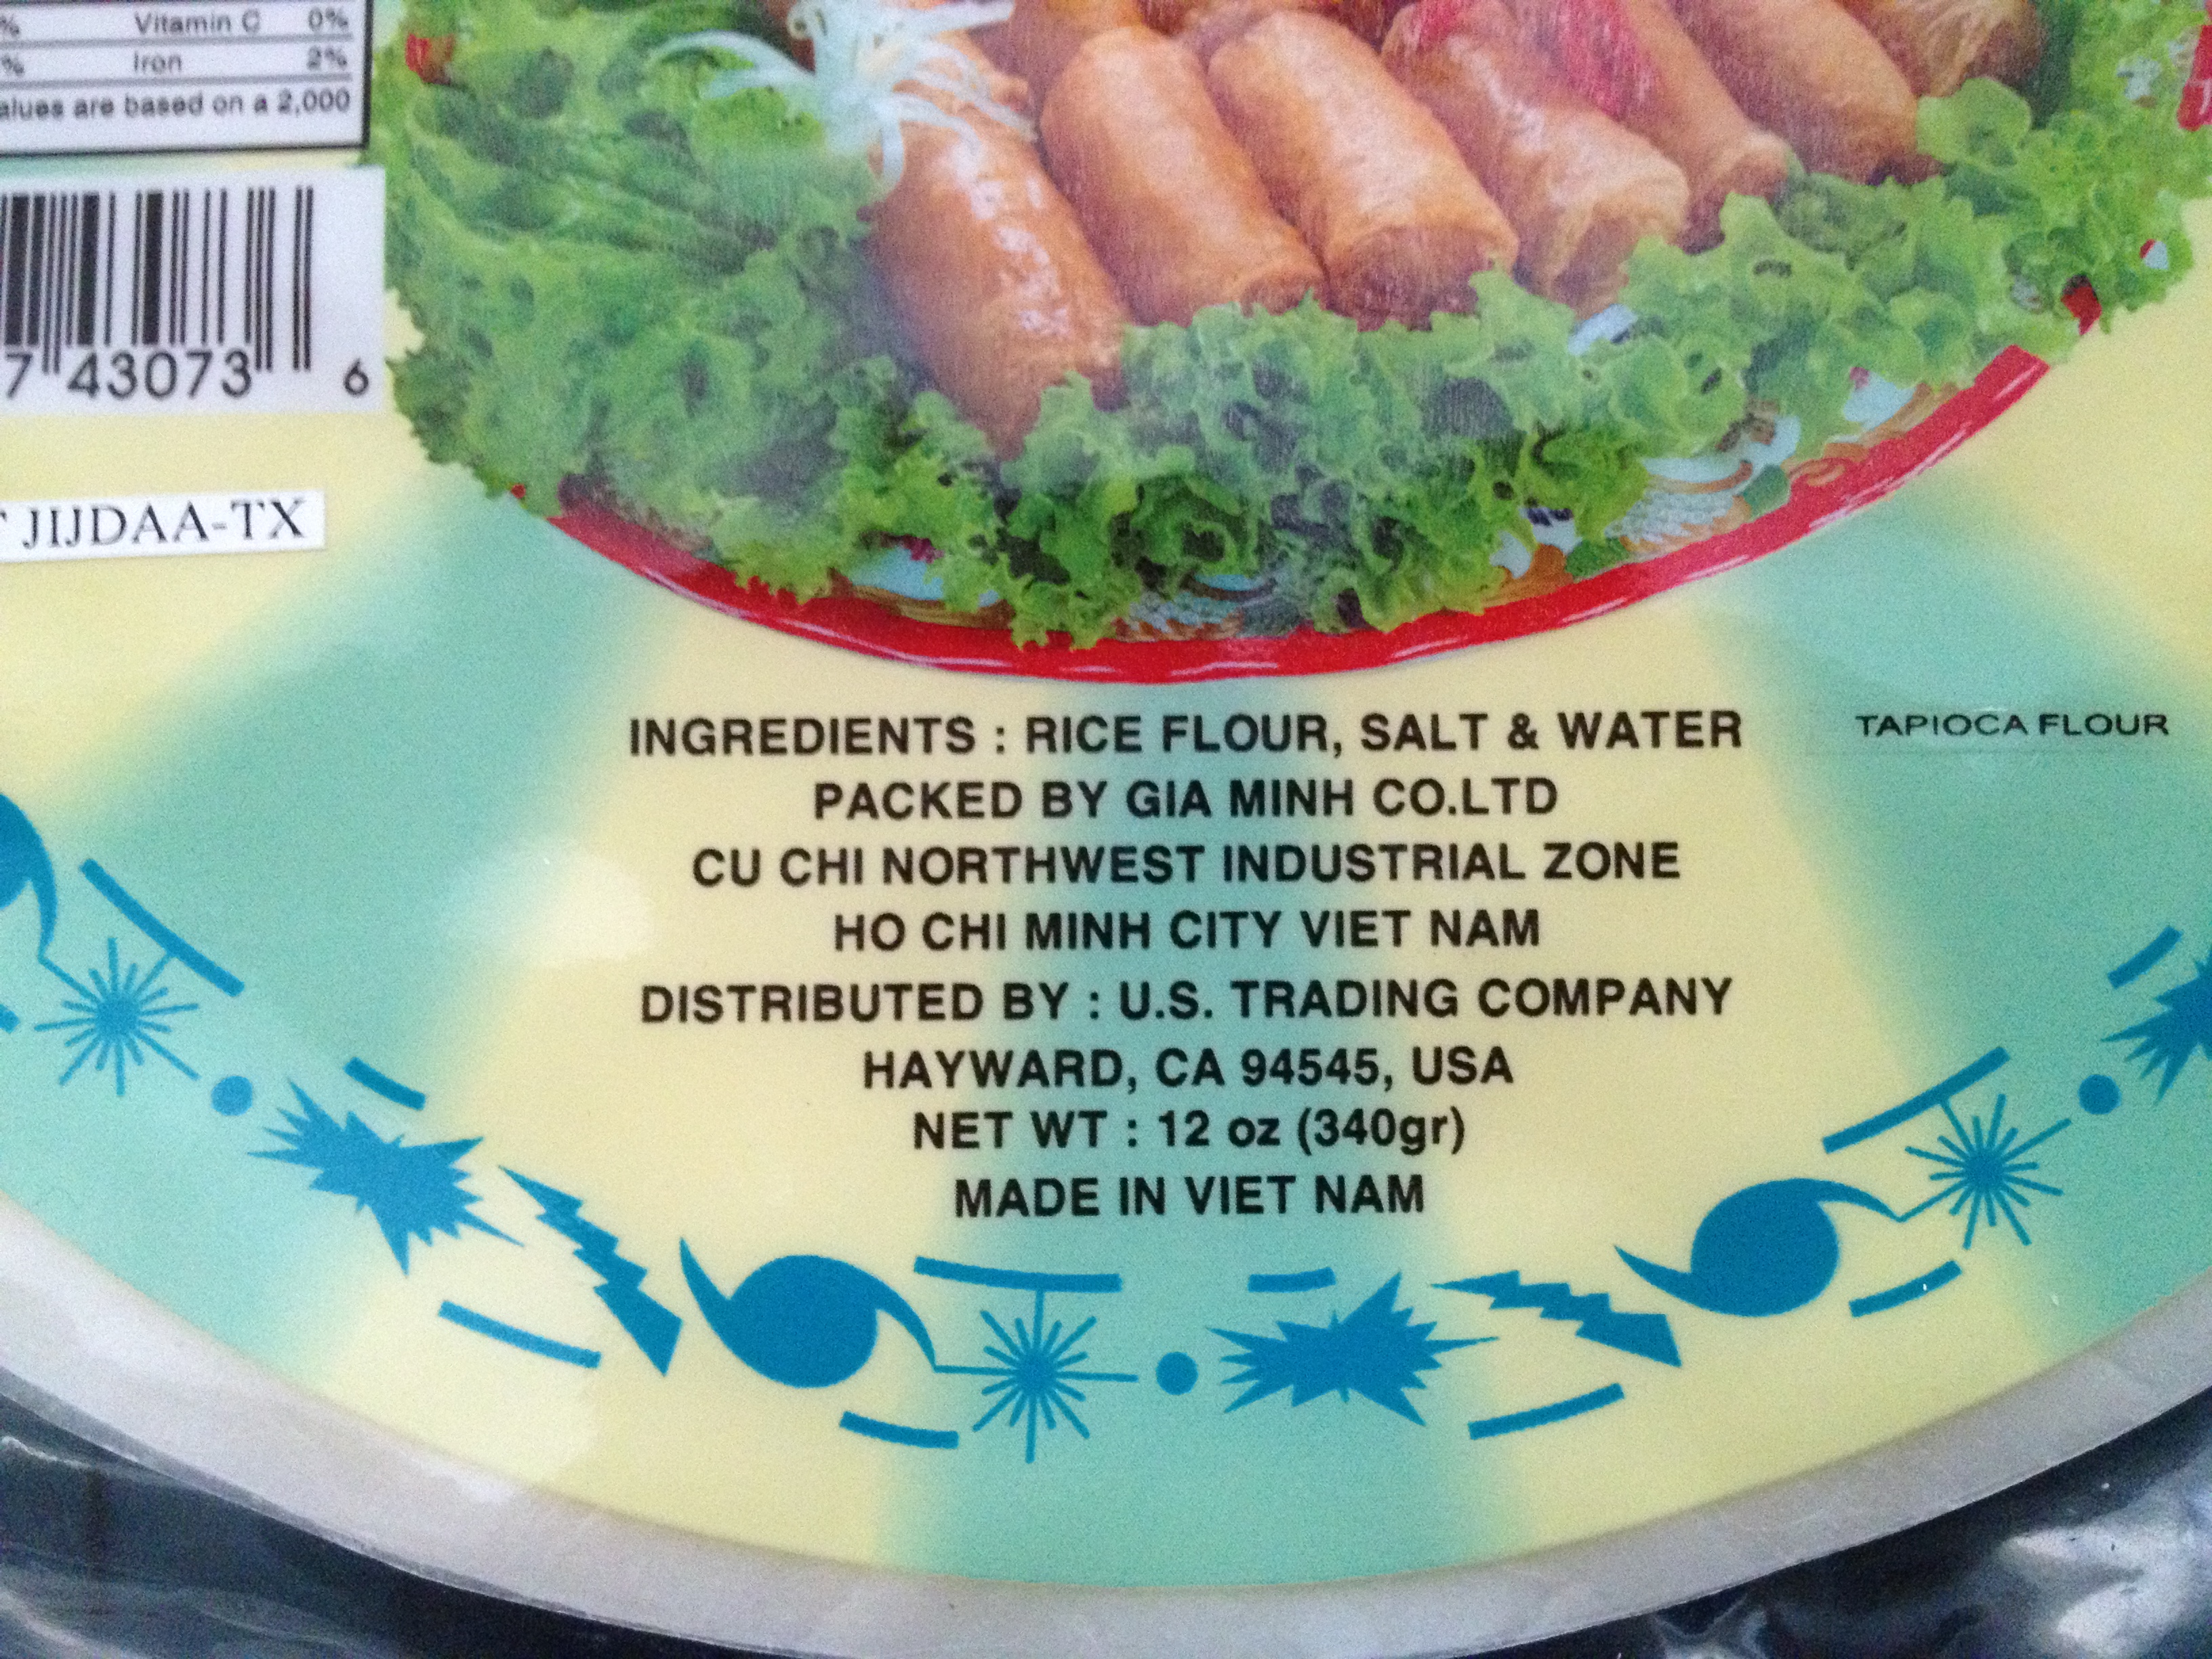 Vitamin C 0%
Iron 2%
values are based on a 2,000
7 43073 6
JIJDAA-TX
INGREDIENTS : RICE FLOUR, SALT & WATER TAPIOCA FLOUR
PACKED BY GIA MINH CO.LTD
CU CHI NORTHWEST INDUSTRIAL ZONE
HO CHI MINH CITY VIET NAM
DISTRIBUTED BY : U.S. TRADING COMPANY
HAYWARD, CA 94545, USA
NET WT : 12 oz (340gr)
MADE IN VIET NAM